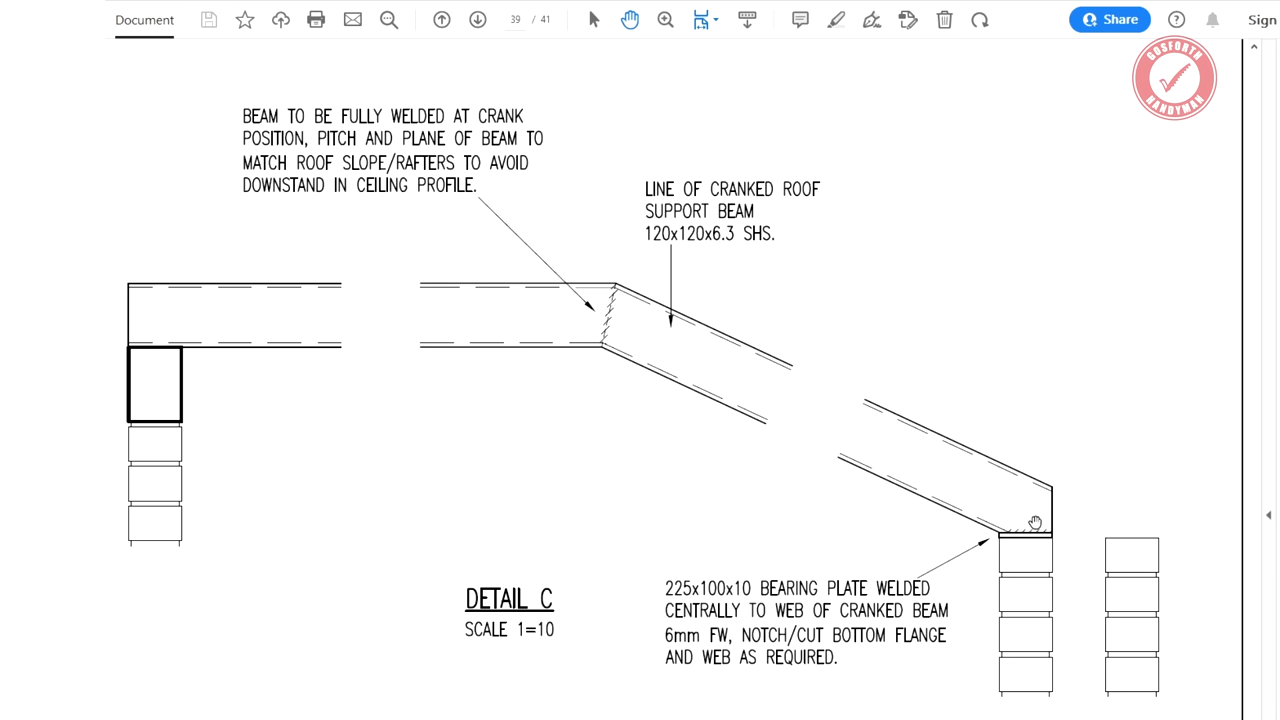 Document
39 / 41
Share
Sign
GOSFORTH
HANDYMAN
BEAM TO BE FULLY WELDED AT CRANK
POSITION, PITCH AND PLANE OF BEAM TO
MATCH ROOF SLOPE/RAFTERS TO AVOID
DOWNSTAND IN CEILING PROFILE.
LINE OF CRANKED ROOF
SUPPORT BEAM
120x120x6.3 SHS.
DETAIL C
SCALE 1=10
225x100x10 BEARING PLATE WELDED
CENTRALLY TO WEB OF CRANKED BEAM
6mm FW, NOTCH/CUT BOTTOM FLANGE
AND WEB AS REQUIRED.